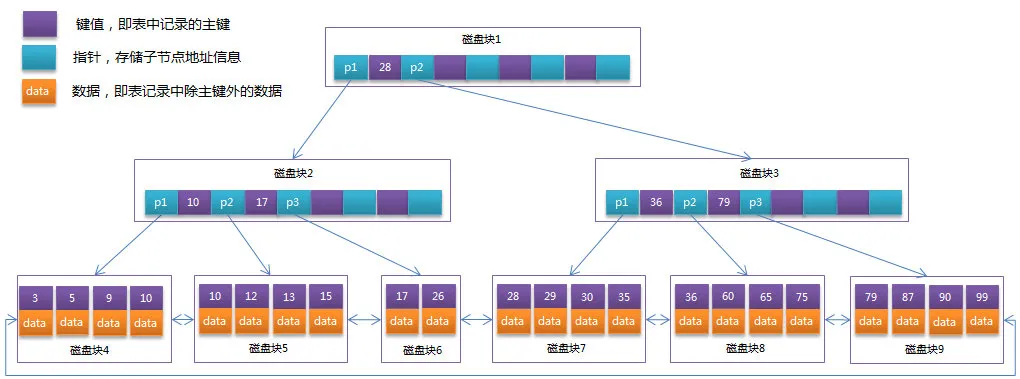 键值，即表中记录的主键
指针，存储子节点地址信息
data 数据，即表记录中除主键外的数据
磁盘块1
p1 28 p2
磁盘块2
p1 10 p2 17 p3
磁盘块3
p1 36 p2 79 p3
3 5 9 10
data data data data
磁盘块4
10 12 13 15
data data data data
磁盘块5
17 26
data data
磁盘块6
28 29 30 35
data data data data
磁盘块7
36 60 65 75
data data data data
磁盘块8
79 87 90 99
data data data data
磁盘块9